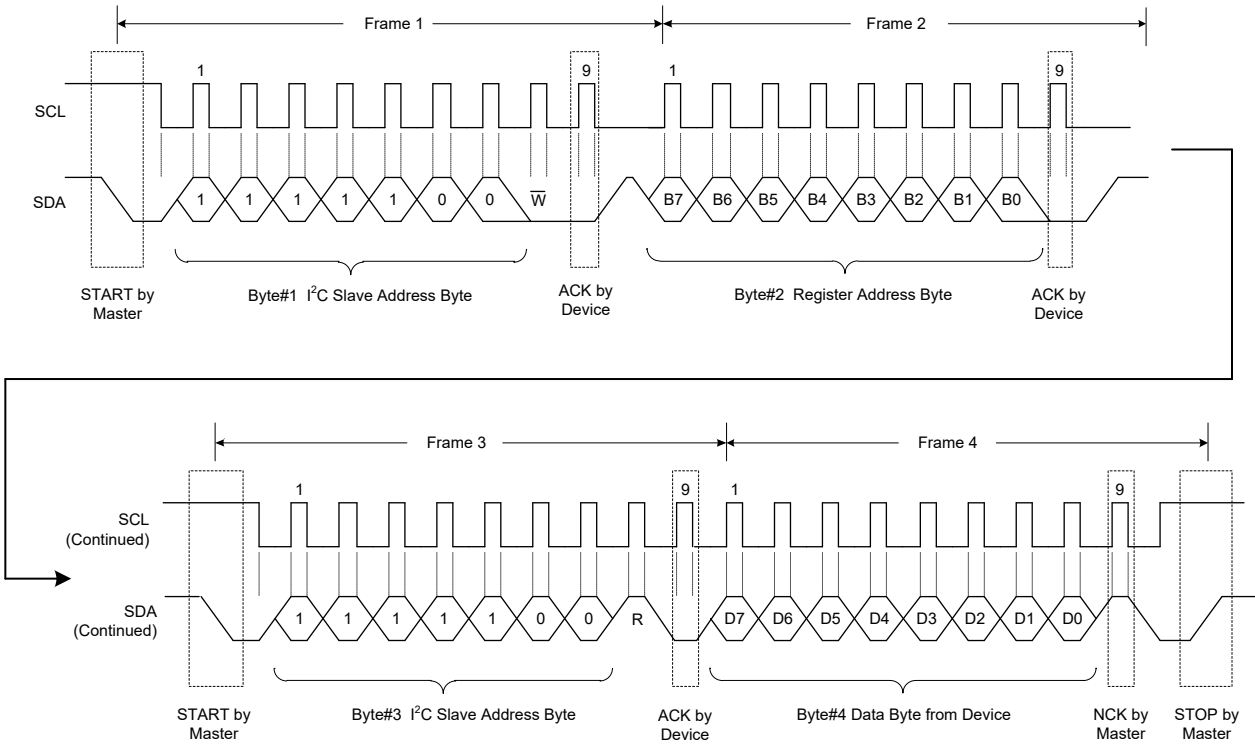 Frame 1
Frame 2
1
9
1
9
SCL
SDA
1 1 1 1 1 0 0 W̅
B7 B6 B5 B4 B3 B2 B1 B0
START by
Master
Byte#1 I²C Slave Address Byte
ACK by
Device
Byte#2 Register Address Byte
ACK by
Device
Frame 3
Frame 4
1
9
1
9
SCL
(Continued)
SDA
(Continued)
1 1 1 1 1 0 0 R
D7 D6 D5 D4 D3 D2 D1 D0
START by
Master
Byte#3 I²C Slave Address Byte
ACK by
Device
Byte#4 Data Byte from Device
NCK by
Master
STOP by
Master